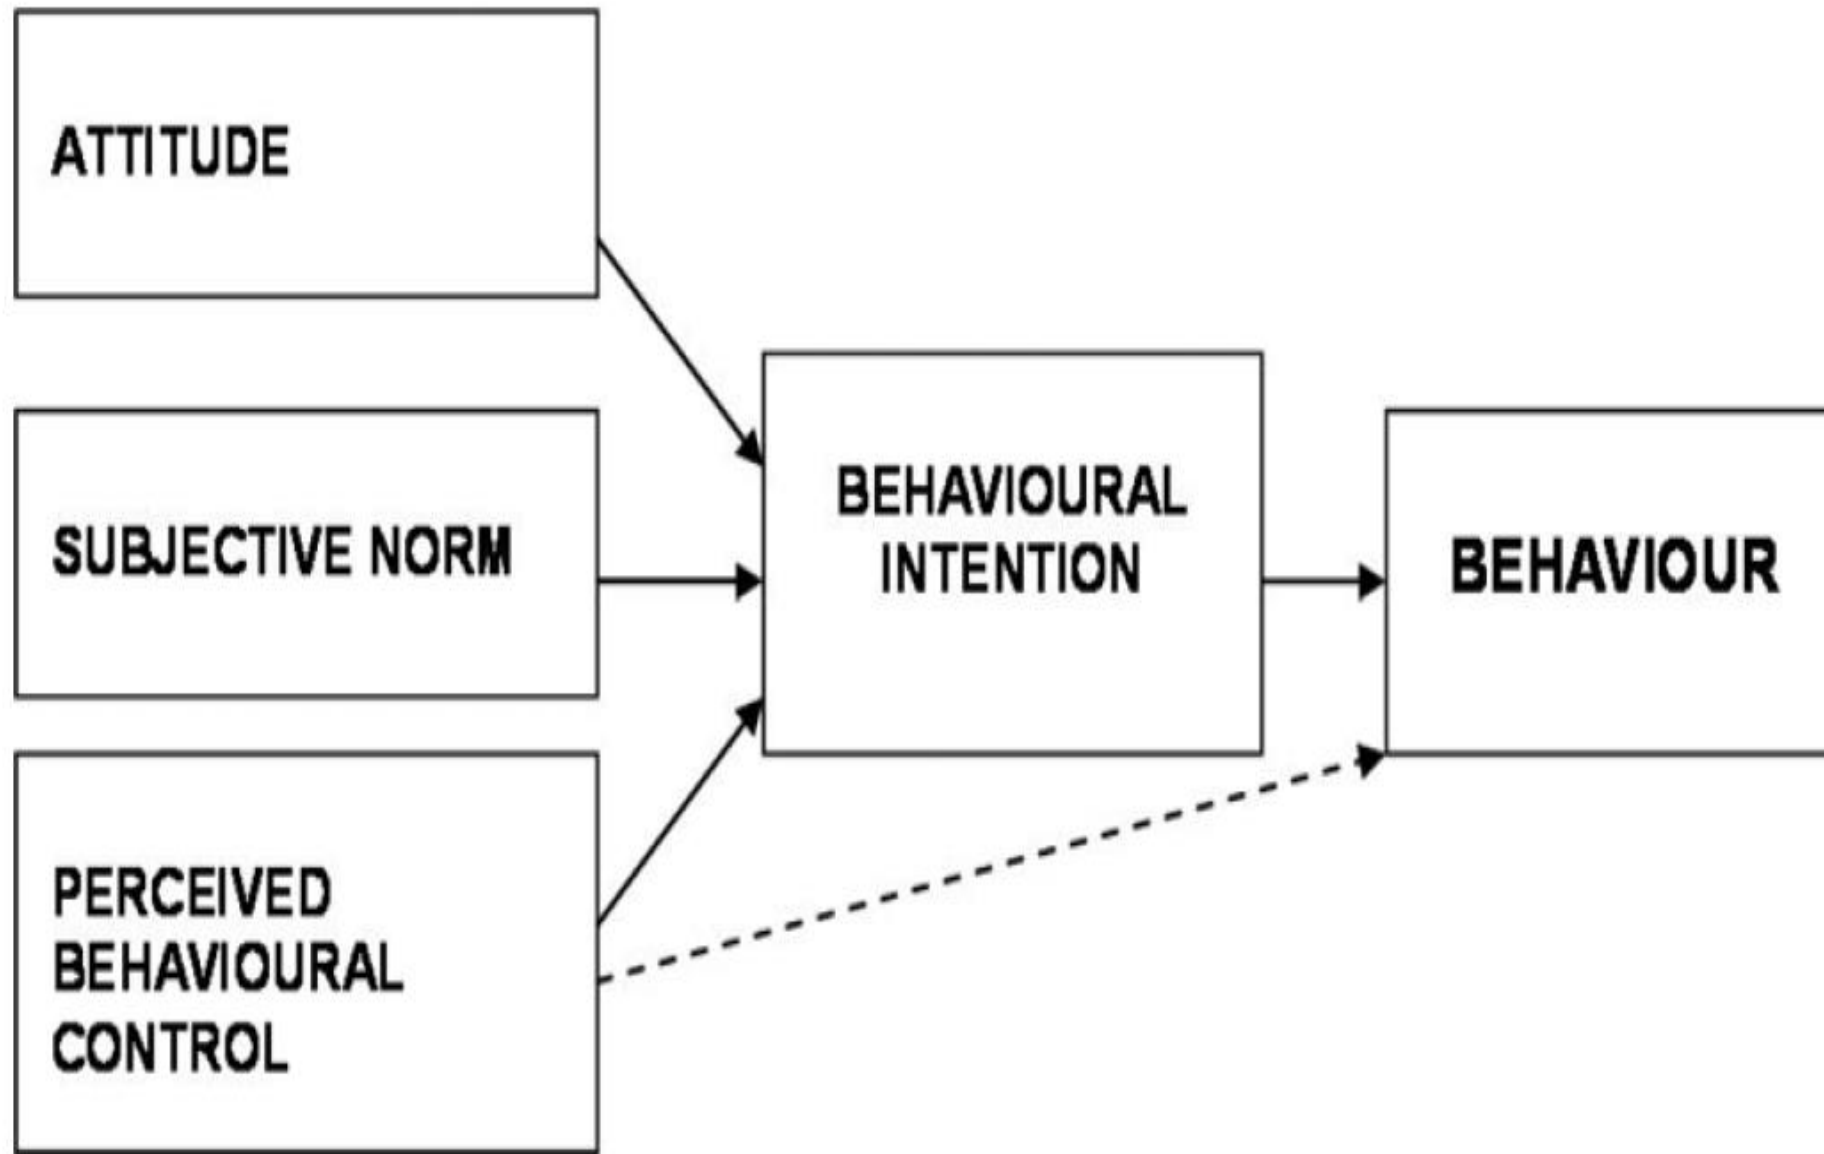 ATTITUDE
SUBJECTIVE NORM
BEHAVIOURAL
INTENTION
BEHAVIOUR
PERCEIVED
BEHAVIOURAL
CONTROL